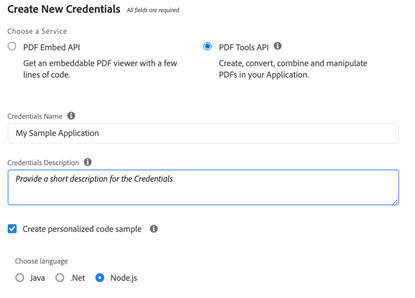 Create New Credentials All fields are required.
Choose a Service
PDF Embed API
PDF Tools API
Get an embeddable PDF viewer with a few
lines of code.
Create, convert, combine and manipulate
PDFs in your Application.
Credentials Name
My Sample Application
Credentials Description
Provide a short description for the Credentials
Create personalized code sample
Choose language
Java .Net Node.js